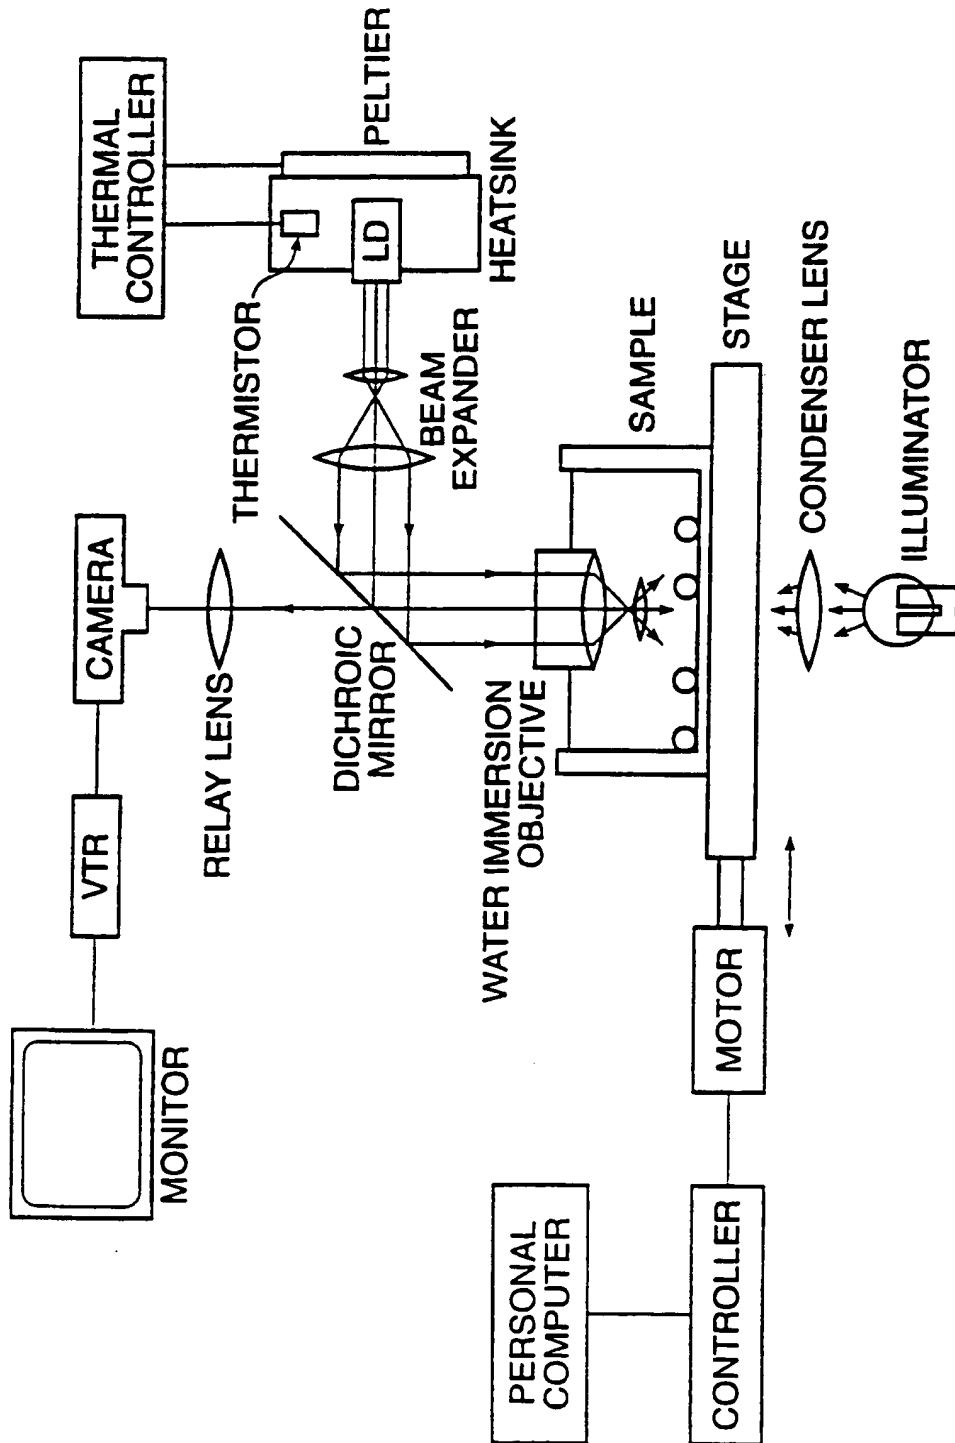 THERMAL
CONTROLLER
PELTIER
HEATSINK
LD
THERMISTOR
BEAM
EXPANDER
CAMERA
RELAY LENS
DICHROIC
MIRROR
VTR
MONITOR
WATER IMMERSION
OBJECTIVE
SAMPLE
STAGE
CONDENSER LENS
ILLUMINATOR
MOTOR
PERSONAL
COMPUTER
CONTROLLER